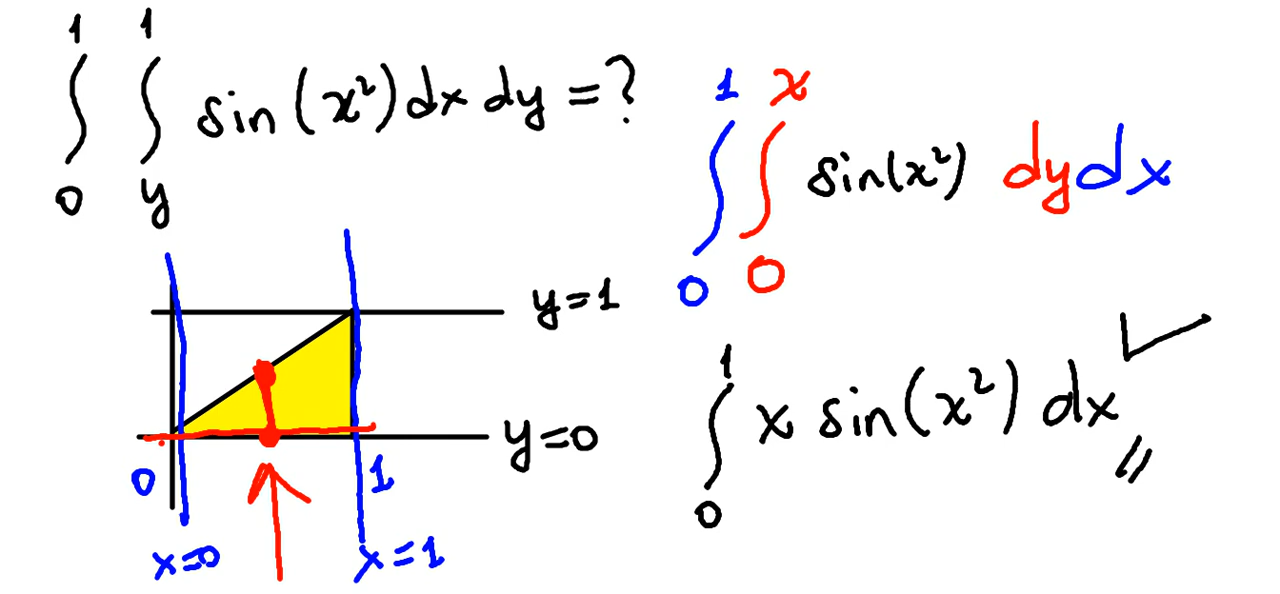 ∫₀¹ ∫_y¹ sin(x²) dx dy = ?
∫₀¹ ∫₀ˣ sin(x²) dy dx
y=1
y=0
0
1
x=0
x=1
∫₀¹ x sin(x²) dx